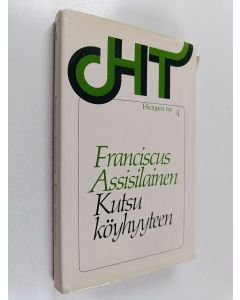 HT
Hengen tie 4
Franciscus
Assisilainen
Kutsu
köyhyyteen